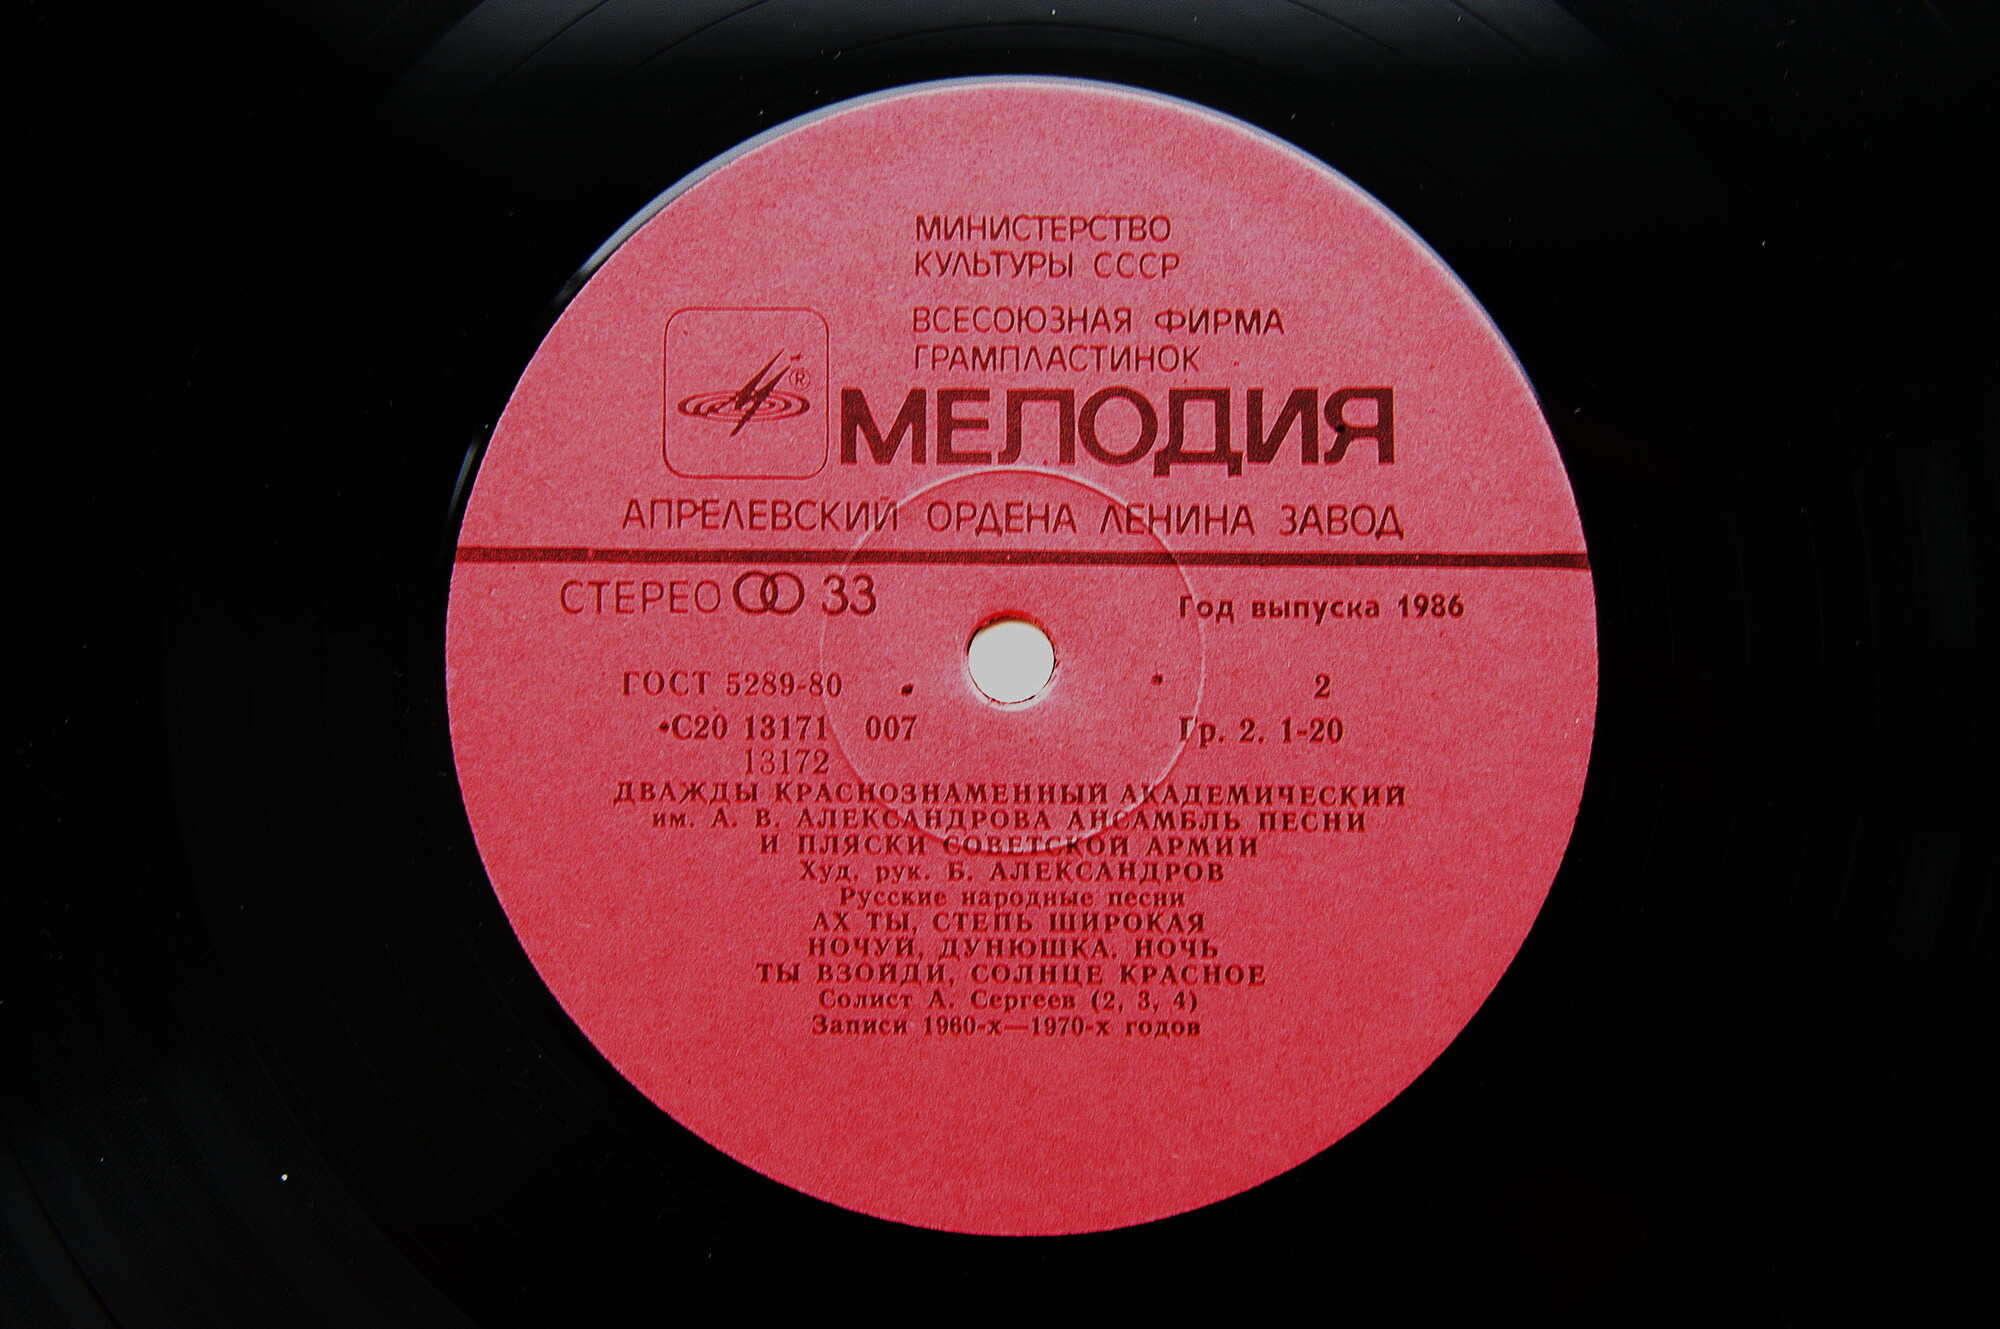 МИНИСТЕРСТВО
КУЛЬТУРЫ СССР
ВСЕСОЮЗНАЯ ФИРМА
ГРАМПЛАСТИНОК
®
МЕЛОДИЯ
АПРЕЛЕВСКИЙ ОРДЕНА ЛЕНИНА ЗАВОД
СТЕРЕО 33
Год выпуска 1986
ГОСТ 5289-80
2
•С20 13171 007
Гр. 2. 1-20
13172
ДВАЖДЫ КРАСНОЗНАМЕННЫЙ АКАДЕМИЧЕСКИЙ
им. А. В. АЛЕКСАНДРОВА АНСАМБЛЬ ПЕСНИ
И ПЛЯСКИ СОВЕТСКОЙ АРМИИ
Худ. рук. Б. АЛЕКСАНДРОВ
Русские народные песни
АХ ТЫ, СТЕПЬ ШИРОКАЯ
НОЧУЙ, ДУНЮШКА. НОЧЬ
ТЫ ВЗОЙДИ, СОЛНЦЕ КРАСНОЕ
Солист А. Сергеев (2, 3, 4)
Записи 1960-х—1970-х годов